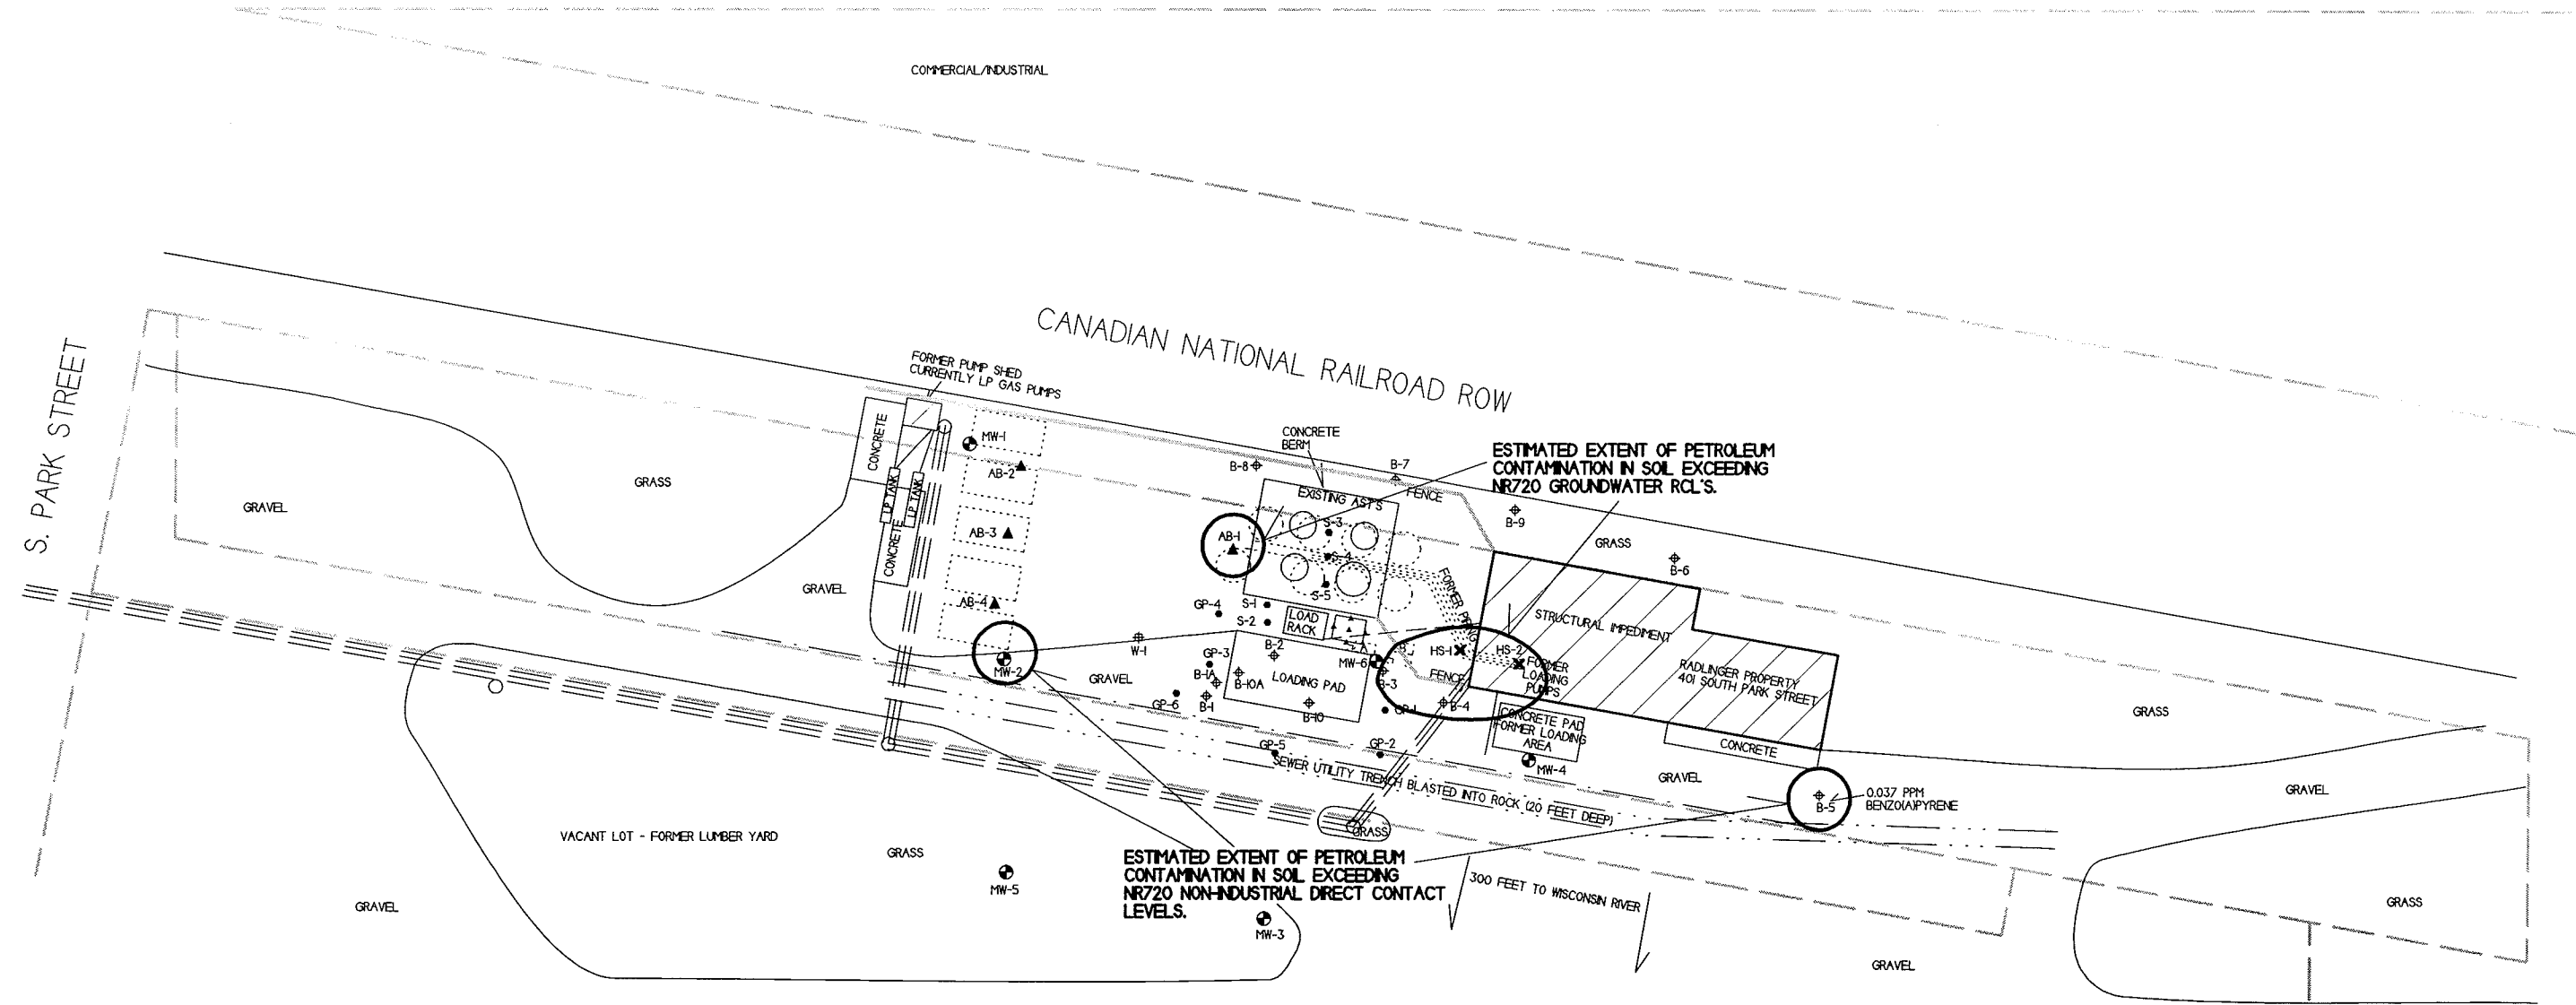 COMMERCIAL/INDUSTRIAL
CANADIAN NATIONAL RAILROAD ROW
S. PARK STREET
FORMER PUMP SHED
CURRENTLY LP GAS PUMPS
CONCRETE
LP TANK
LP TANK
CONCRETE
MW-1
AB-2
AB-3
AB-4
MW-2
GRASS
GRAVEL
GRAVEL
CONCRETE
BERM
B-8
B-7
FENCE
EXISTING AST'S
ESTIMATED EXTENT OF PETROLEUM
CONTAMINATION IN SOIL EXCEEDING
NR720 GROUNDWATER RCL'S.
B-9
GRASS
B-6
AB-1
S-3
S-4
S-5
S-1
S-2
GP-4
LOAD
RACK
FORMER PIPING
STRUCTURAL IMPEDIMENT
RADLINGER PROPERTY
401 SOUTH PARK STREET
W-1
GP-3
B-2
B-1A
B-10A
LOADING PAD
MW-6
B-3
HS-1
HS-2
FORMER
LOADING
PUMPS
FENCE
GRAVEL
GP-6
B-1
B-10
GP-1
B-4
CONCRETE PAD
FORMER LOADING
AREA
CONCRETE
GRASS
GP-5
GP-2
MW-4
GRAVEL
SEWER UTILITY TRENCH BLASTED INTO ROCK (20 FEET DEEP)
B-5
0.037 PPM
BENZO(A)PYRENE
GRAVEL
VACANT LOT - FORMER LUMBER YARD
GRASS
GRASS
ESTIMATED EXTENT OF PETROLEUM
CONTAMINATION IN SOIL EXCEEDING
NR720 NON-INDUSTRIAL DIRECT CONTACT
LEVELS.
300 FEET TO WISCONSIN RIVER
MW-5
MW-3
GRAVEL
GRASS
GRAVEL